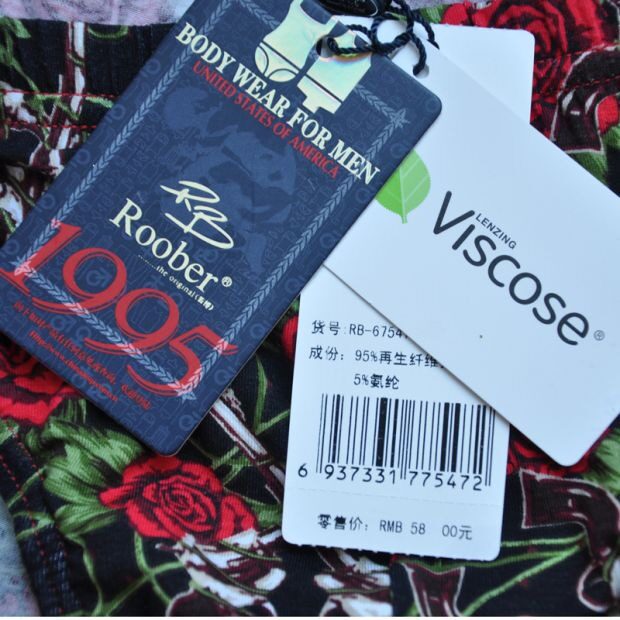 BODY WEAR FOR MEN
UNITED STATES OF AMERICA
RB
Roober®
........the original
1995
LENZING
VISCOSE®
货号:RB-6754
成份: 95%再生纤维
5%氨纶
6 937331 775472
零售价: RMB 58 00元